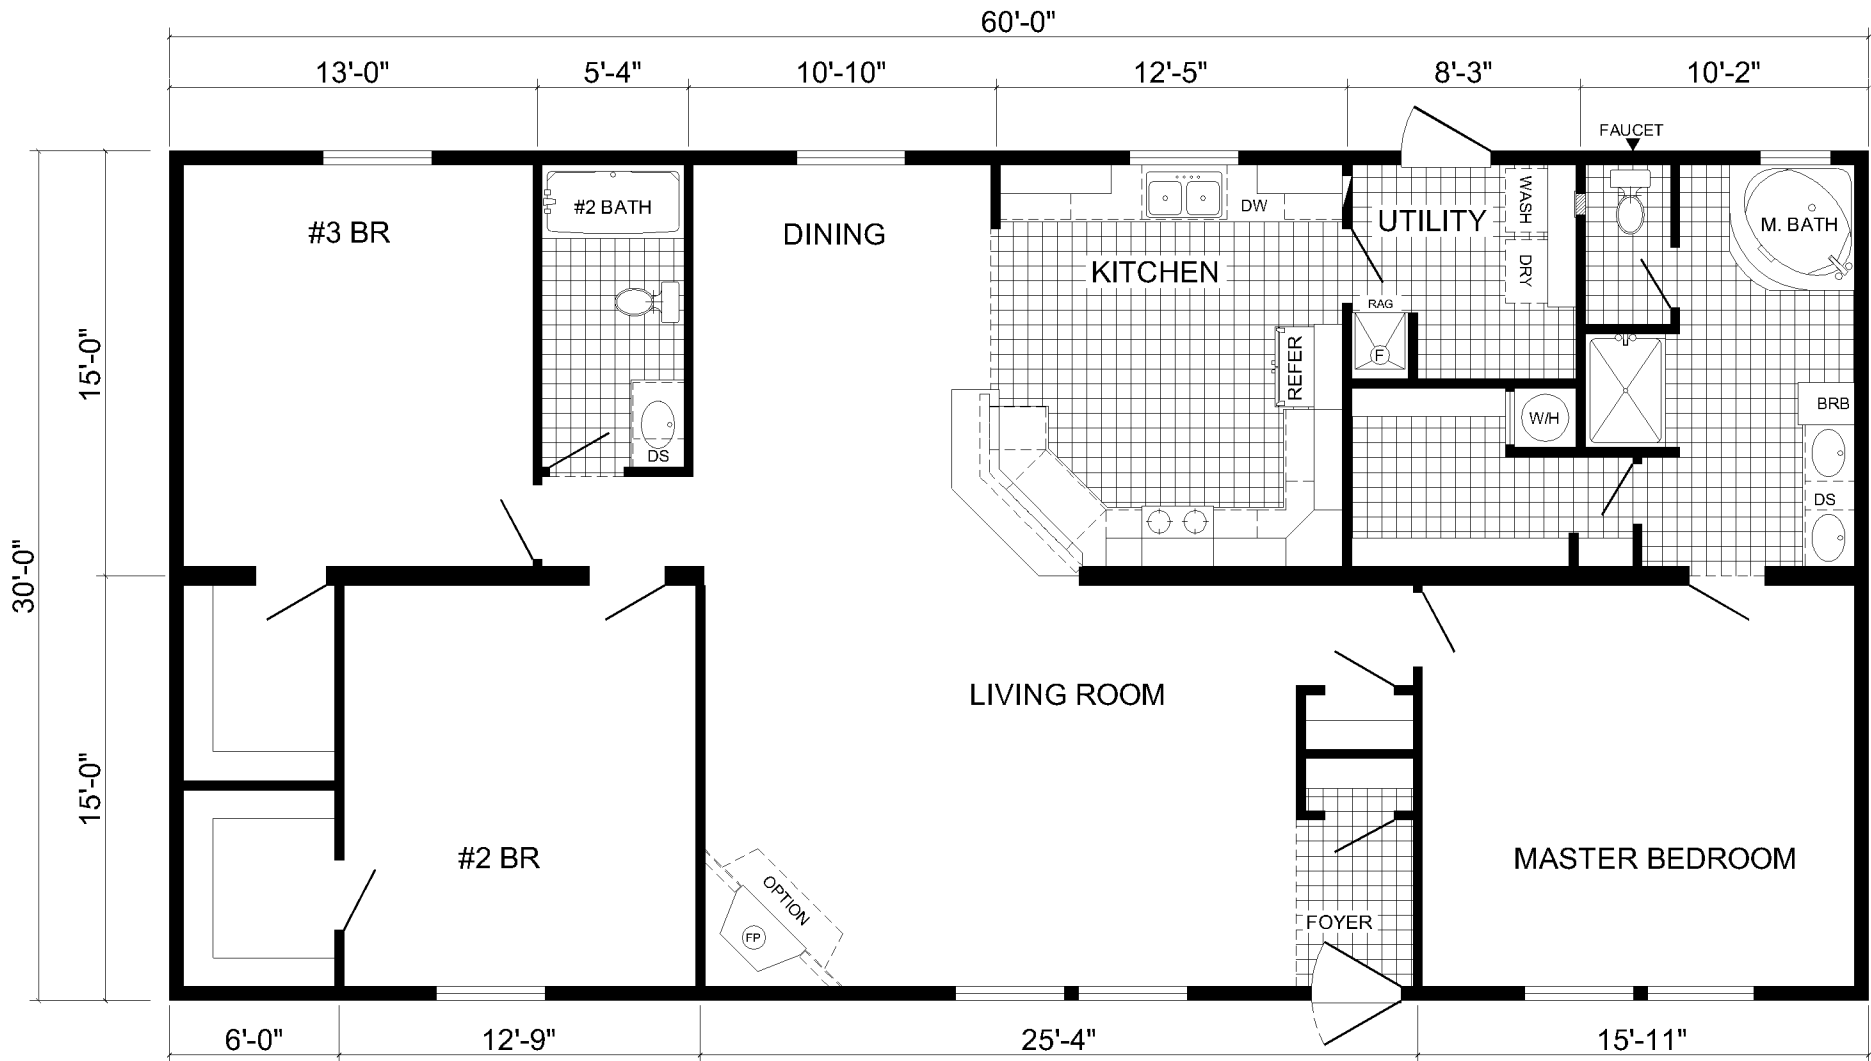 60'-0"
13'-0" 5'-4" 10'-10" 12'-5" 8'-3" 10'-2"
FAUCET
#3 BR
#2 BATH
DINING
DW
KITCHEN
UTILITY
WASH
DRY
M. BATH
RAG
F
REFER
W/H
BRB
DS
DS
15'-0"
30'-0"
15'-0"
LIVING ROOM
#2 BR
MASTER BEDROOM
OPTION
FP
FOYER
6'-0" 12'-9" 25'-4" 15'-11"